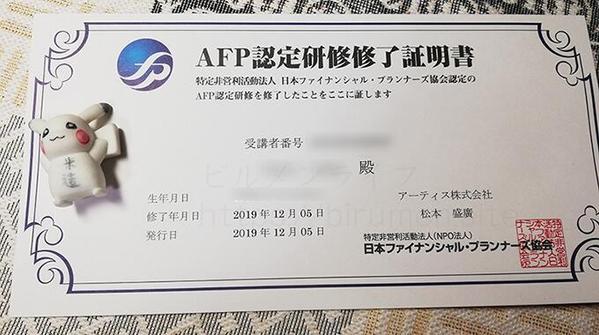 AFP認定研修修了証明書
特定非営利活動法人 日本ファイナンシャル・プランナーズ協会認定の
AFP認定研修を修了したことをここに証します
受講者番号
殿
ビルメンライフ
生年月日
アーティス株式会社
修了年月日 2019年12月05日
松本 盛廣
発行日 2019年12月05日
特定非営利活動法人(NPO法人)
日本ファイナンシャル・プランナーズ協会